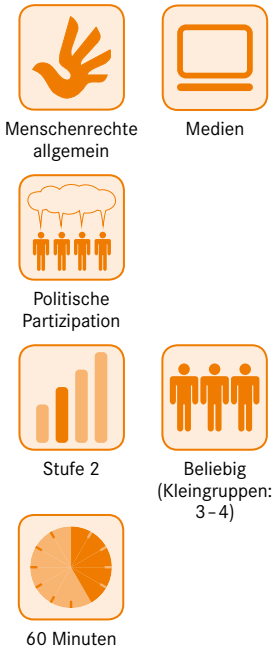 Menschenrechte
allgemein
Medien
Politische
Partizipation
Stufe 2
Beliebig
(Kleingruppen:
3–4)
60 Minuten